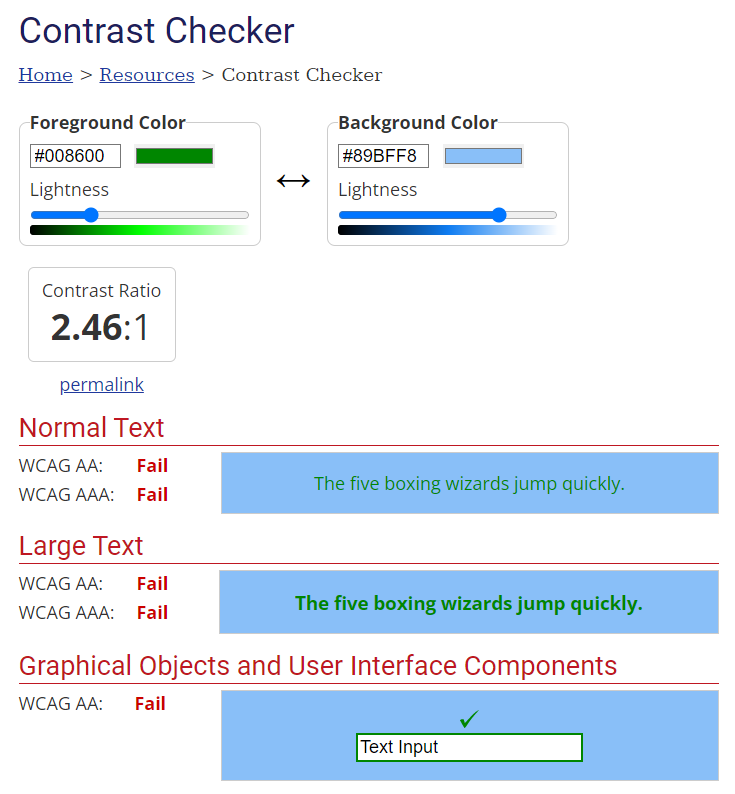 Contrast Checker
Home > Resources > Contrast Checker
Foreground Color
#008600
Lightness
↔
Background Color
#89BFF8
Lightness
Contrast Ratio
2.46:1
permalink
Normal Text
WCAG AA: Fail
WCAG AAA: Fail
The five boxing wizards jump quickly.
Large Text
WCAG AA: Fail
WCAG AAA: Fail
The five boxing wizards jump quickly.
Graphical Objects and User Interface Components
WCAG AA: Fail
✓
Text Input